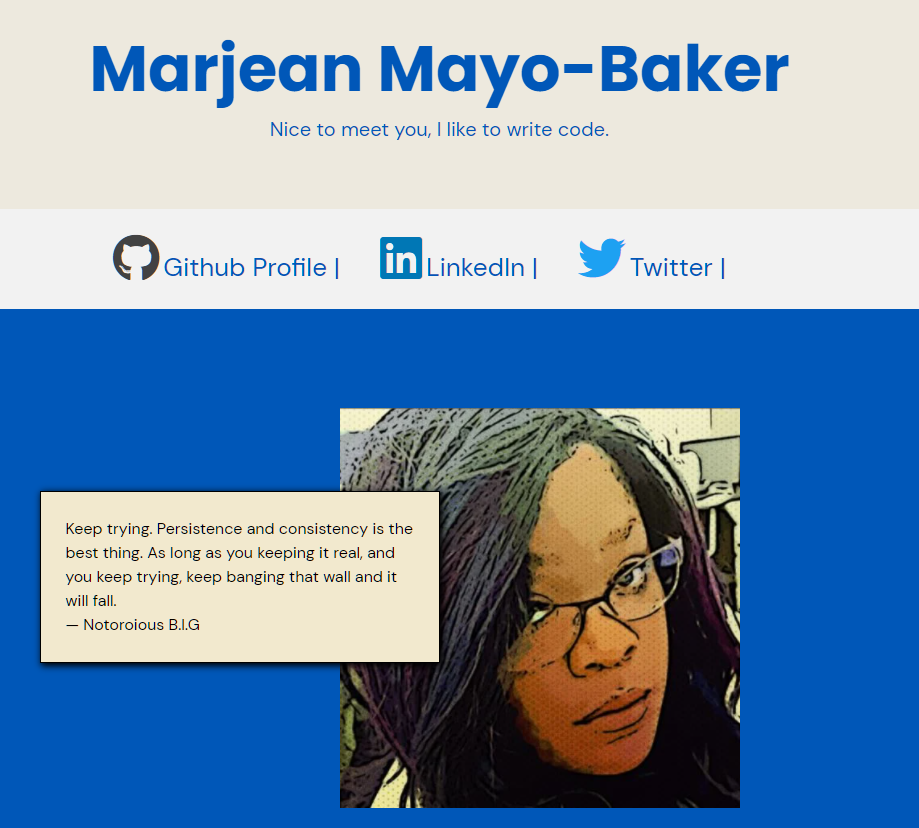 Marjean Mayo-Baker
Nice to meet you, I like to write code.
Github Profile |
LinkedIn |
Twitter |
Keep trying. Persistence and consistency is the
best thing. As long as you keeping it real, and
you keep trying, keep banging that wall and it
will fall.
— Notoroious B.I.G